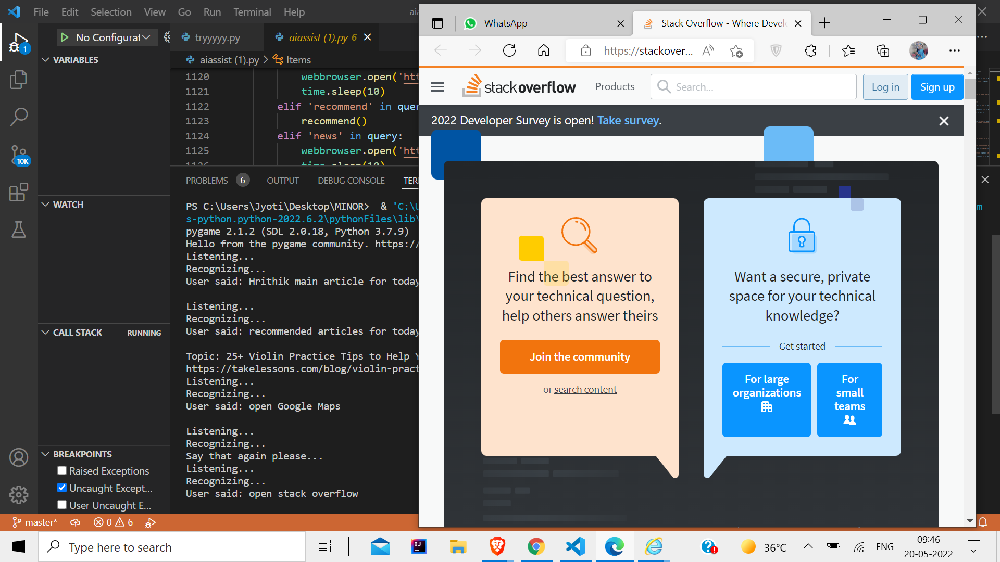 File Edit Selection View Go Run Terminal Help
No Configurat
1
VARIABLES
10K
WATCH
CALL STACK RUNNING
BREAKPOINTS
Raised Exceptions
Uncaught Except...
User Uncaught E...
tryyyyy.py
aiassist (1).py 6
aiassist (1).py > Items
1120 webbrowser.open('htt
1121 time.sleep(10)
1122 elif 'recommend' in quer
1123 recommend()
1124 elif 'news' in query:
1125 webbrowser.open('htt
1126 time.sleep(10)
PROBLEMS 6 OUTPUT DEBUG CONSOLE TER
PS C:\Users\Jyoti\Desktop\MINOR> & 'C:\U
s-python.python-2022.6.2\pythonFiles\lib\
pygame 2.1.2 (SDL 2.0.18, Python 3.7.9)
Hello from the pygame community. https://
Listening...
Recognizing...
User said: Hrithik main article for today
Listening...
Recognizing...
User said: recommended articles for today
Topic: 25+ Violin Practice Tips to Help Y
https://takelessons.com/blog/violin-pract
Listening...
Recognizing...
User said: open Google Maps
Listening...
Recognizing...
Say that again please...
Listening...
Recognizing...
User said: open stack overflow
WhatsApp
Stack Overflow - Where Develo
https://stackover...
stackoverflow
Products
Search...
Log in
Sign up
2022 Developer Survey is open! Take survey.
Find the best answer to
your technical question,
help others answer theirs
Join the community
or search content
Want a secure, private
space for your technical
knowledge?
Get started
For large
organizations
For
small
teams
master* 0 6
Type here to search
IJ
36°C
ENG
09:46
20-05-2022